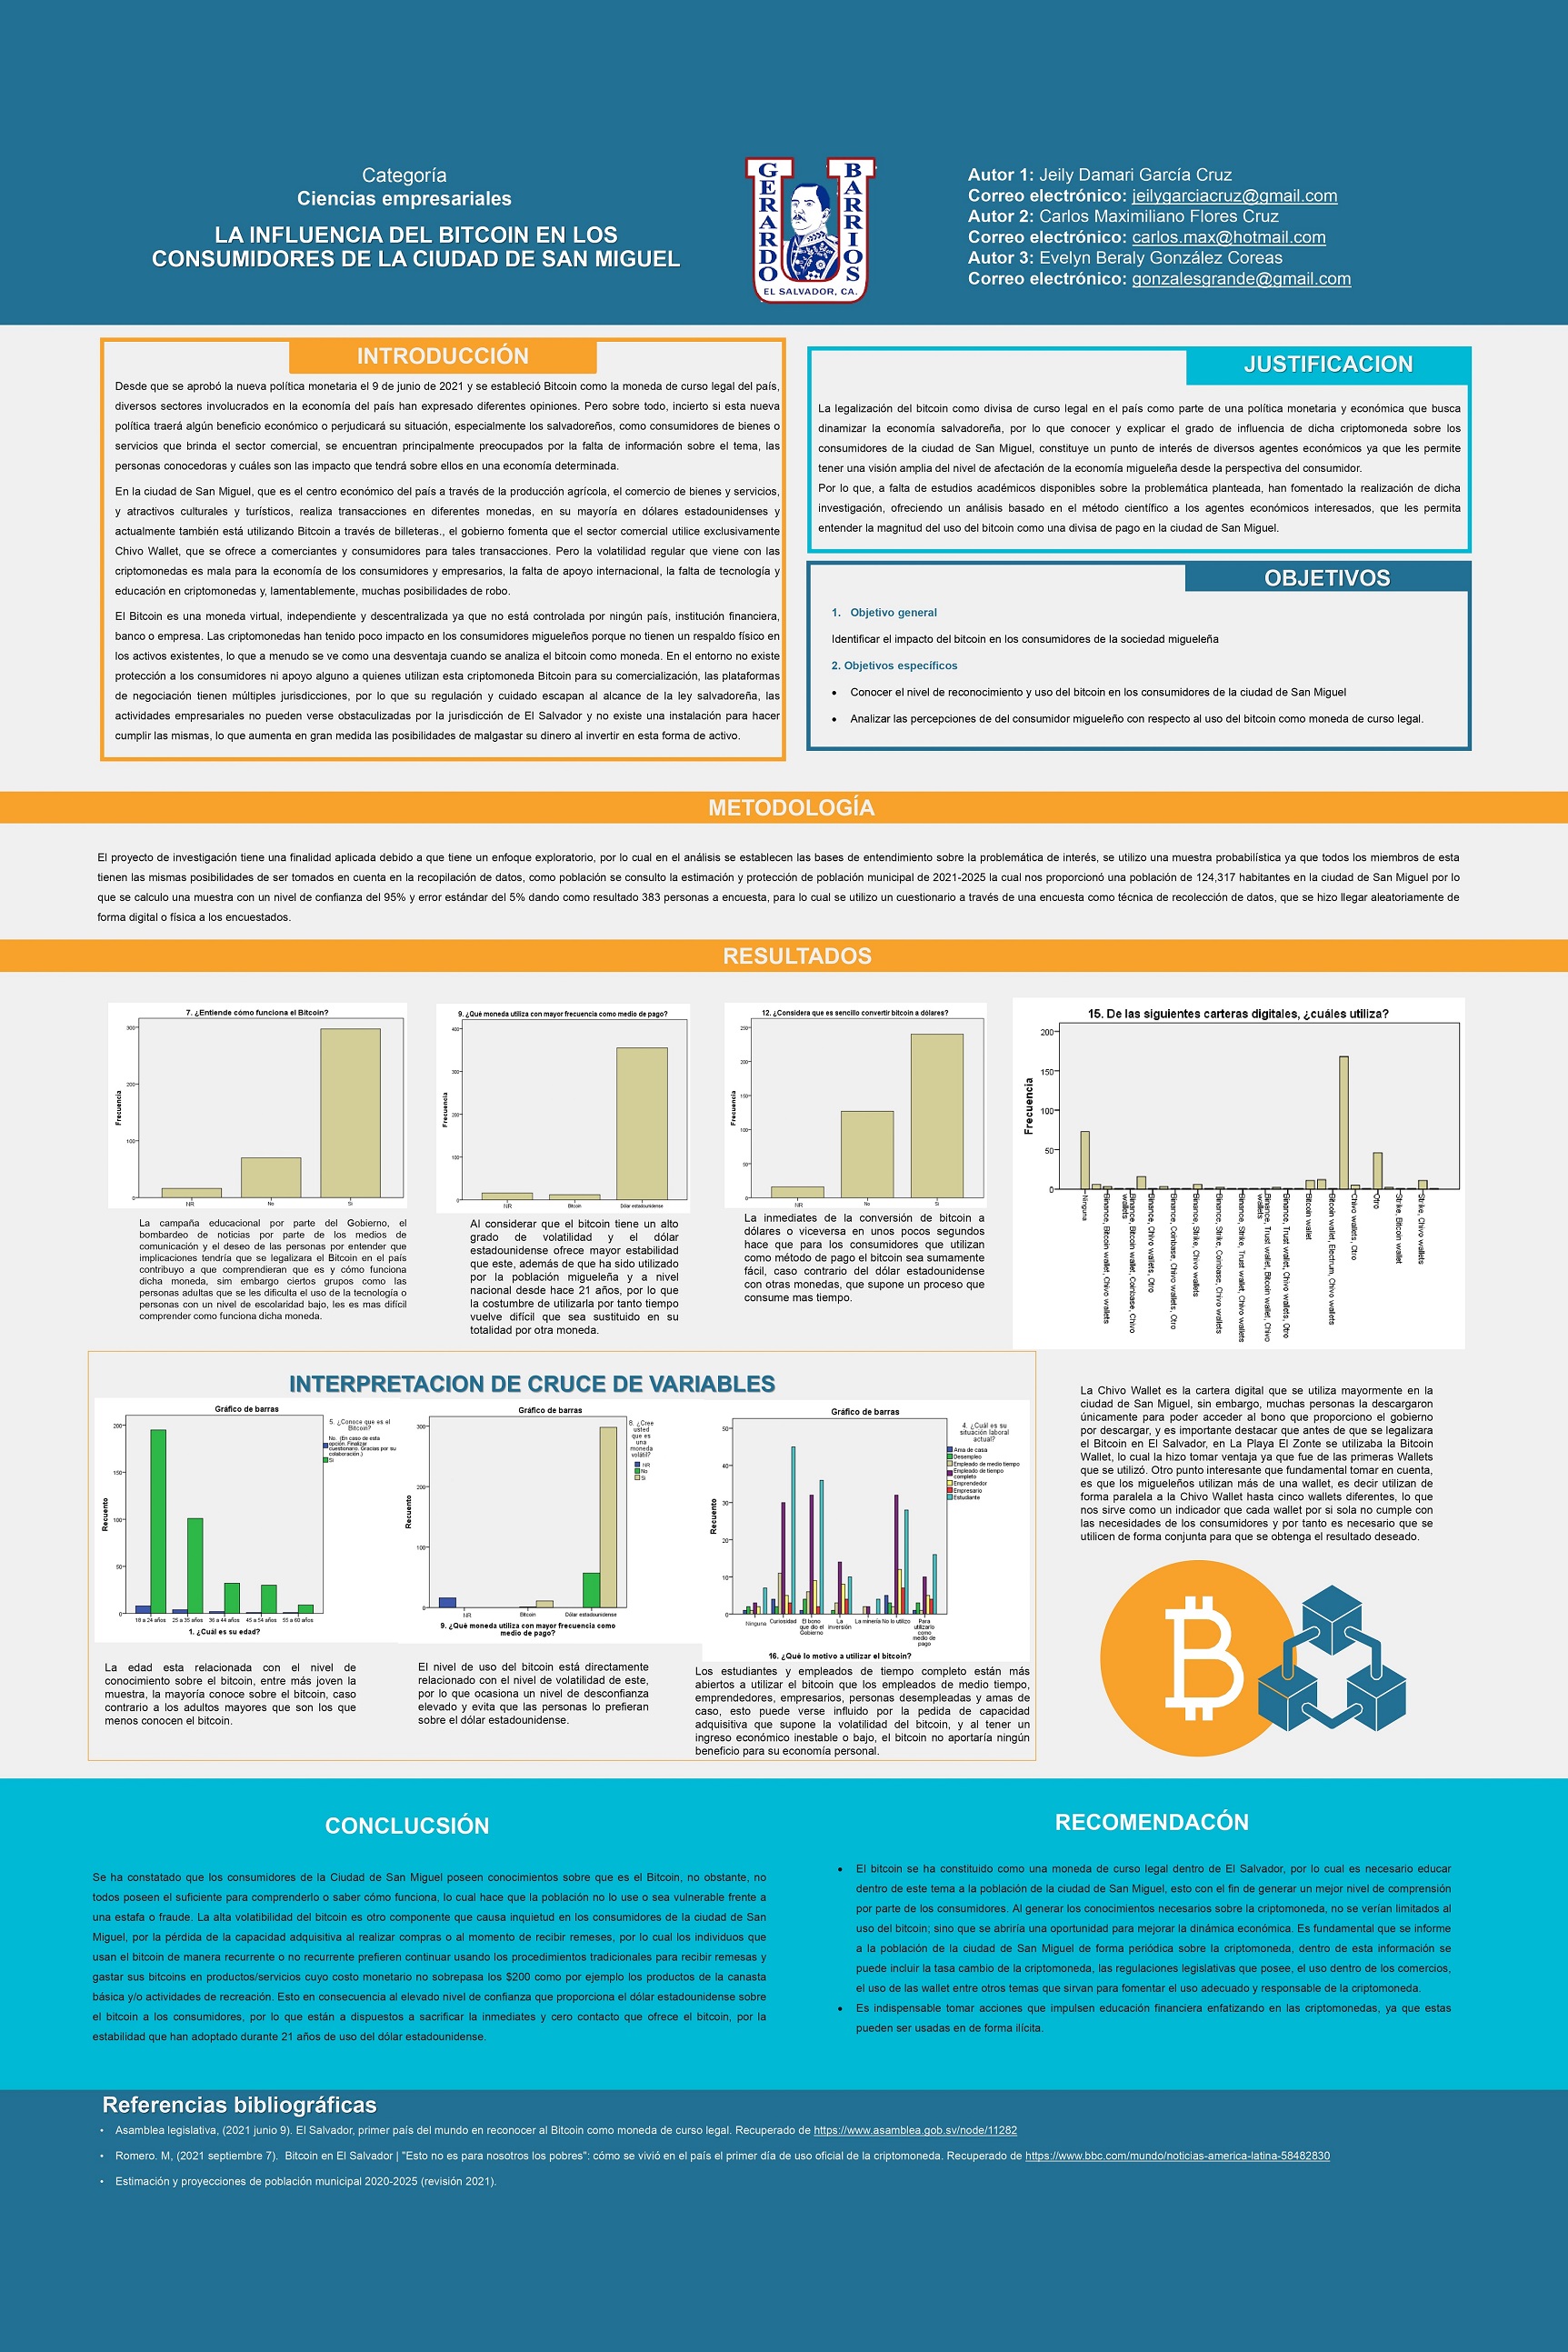 Categoría
Ciencias empresariales
LA INFLUENCIA DEL BITCOIN EN LOS
CONSUMIDORES DE LA CIUDAD DE SAN MIGUEL
GERARDO
BARRIOS
EL SALVADOR, CA.
Autor 1: Jeily Damari García Cruz
Correo electrónico: jeilygarciacruz@gmail.com
Autor 2: Carlos Maximiliano Flores Cruz
Correo electrónico: carlos.max@hotmail.com
Autor 3: Evelyn Beraly González Coreas
Correo electrónico: gonzalesgrande@gmail.com
INTRODUCCIÓN
Desde que se aprobó la nueva política monetaria el 9 de junio de 2021 y se estableció Bitcoin como la moneda de curso legal del país,
diversos sectores involucrados en la economía del país han expresado diferentes opiniones. Pero sobre todo, incierto si esta nueva
política traerá algún beneficio económico o perjudicará su situación, especialmente los salvadoreños, como consumidores de bienes o
servicios que brinda el sector comercial, se encuentran principalmente preocupados por la falta de información sobre el tema, las
personas conocedoras y cuáles son las impacto que tendrá sobre ellos en una economía determinada.
En la ciudad de San Miguel, que es el centro económico del país a través de la producción agrícola, el comercio de bienes y servicios,
y atractivos culturales y turísticos, realiza transacciones en diferentes monedas, en su mayoría en dólares estadounidenses y
actualmente también está utilizando Bitcoin a través de billeteras., el gobierno fomenta que el sector comercial utilice exclusivamente
Chivo Wallet, que se ofrece a comerciantes y consumidores para tales transacciones. Pero la volatilidad regular que viene con las
criptomonedas es mala para la economía de los consumidores y empresarios, la falta de apoyo internacional, la falta de tecnología y
educación en criptomonedas y, lamentablemente, muchas posibilidades de robo.
El Bitcoin es una moneda virtual, independiente y descentralizada ya que no está controlada por ningún país, institución financiera,
banco o empresa. Las criptomonedas han tenido poco impacto en los consumidores migueleños porque no tienen un respaldo físico en
los activos existentes, lo que a menudo se ve como una desventaja cuando se analiza el bitcoin como moneda. En el entorno no existe
protección a los consumidores ni apoyo alguno a quienes utilizan esta criptomoneda Bitcoin para su comercialización, las plataformas
de negociación tienen múltiples jurisdicciones, por lo que su regulación y cuidado escapan al alcance de la ley salvadoreña, las
actividades empresariales no pueden verse obstaculizadas por la jurisdicción de El Salvador y no existe una instalación para hacer
cumplir las mismas, lo que aumenta en gran medida las posibilidades de malgastar su dinero al invertir en esta forma de activo.
JUSTIFICACION
La legalización del bitcoin como divisa de curso legal en el país como parte de una política monetaria y económica que busca
dinamizar la economía salvadoreña, por lo que conocer y explicar el grado de influencia de dicha criptomoneda sobre los
consumidores de la ciudad de San Miguel, constituye un punto de interés de diversos agentes económicos ya que les permite
tener una visión amplia del nivel de afectación de la economía migueleña desde la perspectiva del consumidor.
Por lo que, a falta de estudios académicos disponibles sobre la problemática planteada, han fomentado la realización de dicha
investigación, ofreciendo un análisis basado en el método científico a los agentes económicos interesados, que les permita
entender la magnitud del uso del bitcoin como una divisa de pago en la ciudad de San Miguel.
OBJETIVOS
1. Objetivo general
Identificar el impacto del bitcoin en los consumidores de la sociedad migueleña
2. Objetivos específicos
• Conocer el nivel de reconocimiento y uso del bitcoin en los consumidores de la ciudad de San Miguel
• Analizar las percepciones de del consumidor migueleño con respecto al uso del bitcoin como moneda de curso legal.
METODOLOGÍA
El proyecto de investigación tiene una finalidad aplicada debido a que tiene un enfoque exploratorio, por lo cual en el análisis se establecen las bases de entendimiento sobre la problemática de interés, se utilizo una muestra probabilística ya que todos los miembros de esta
tienen las mismas posibilidades de ser tomados en cuenta en la recopilación de datos, como población se consulto la estimación y protección de población municipal de 2021-2025 la cual nos proporcionó una población de 124,317 habitantes en la ciudad de San Miguel por lo
que se calculo una muestra con un nivel de confianza del 95% y error estándar del 5% dando como resultado 383 personas a encuesta, para lo cual se utilizo un cuestionario a través de una encuesta como técnica de recolección de datos, que se hizo llegar aleatoriamente de
forma digital o física a los encuestados.
RESULTADOS
7. ¿Entiende cómo funciona el Bitcoin?
Frecuencia
300
200
100
0
NR
No
Si
La campaña educacional por parte del Gobierno, el
bombardeo de noticias por parte de los medios de
comunicación y el deseo de las personas por entender que
implicaciones tendría que se legalizara el Bitcoin en el país
contribuyo a que comprendieran que es y cómo funciona
dicha moneda, sim embargo ciertos grupos como las
personas adultas que se les dificulta el uso de la tecnología o
personas con un nivel de escolaridad bajo, les es mas difícil
comprender como funciona dicha moneda.
9. ¿Qué moneda utiliza con mayor frecuencia como medio de pago?
Frecuencia
400
300
200
100
0
NR
Bitcoin
Dólar estadounidense
Al considerar que el bitcoin tiene un alto
grado de volatilidad y el dólar
estadounidense ofrece mayor estabilidad
que este, además de que ha sido utilizado
por la población migueleña y a nivel
nacional desde hace 21 años, por lo que
la costumbre de utilizarla por tanto tiempo
vuelve difícil que sea sustituido en su
totalidad por otra moneda.
12. ¿Considera que es sencillo convertir bitcoin a dólares?
Frecuencia
250
200
150
100
50
0
NR
No
Si
La inmediates de la conversión de bitcoin a
dólares o viceversa en unos pocos segundos
hace que para los consumidores que utilizan
como método de pago el bitcoin sea sumamente
fácil, caso contrario del dólar estadounidense
con otras monedas, que supone un proceso que
consume mas tiempo.
15. De las siguientes carteras digitales, ¿cuáles utiliza?
Frecuencia
200
150
100
50
0
Ninguna
Binance, Bitcoin wallet, Chivo wallets
Binance, Bitcoin wallet, Coinbase, Chivo wallets
Binance, Chivo wallets, Otro
Binance, Coinbase, Chivo wallets, Otro
Binance, Strike, Chivo wallets
Binance, Strike, Coinbase, Chivo wallets
Binance, Strike, Trust wallet, Chivo wallets
Binance, Trust wallet, Bitcoin wallet, Chivo wallets
Binance, Trust wallet, Chivo wallets, Otro
Bitcoin wallet
Bitcoin wallet, Electrum, Chivo wallets
Chivo wallets, Otro
Otro
Strike, Bitcoin wallet
Strike, Chivo wallets
La Chivo Wallet es la cartera digital que se utiliza mayormente en la
ciudad de San Miguel, sin embargo, muchas personas la descargaron
únicamente para poder acceder al bono que proporciono el gobierno
por descargar, y es importante destacar que antes de que se legalizara
el Bitcoin en El Salvador, en La Playa El Zonte se utilizaba la Bitcoin
Wallet, lo cual la hizo tomar ventaja ya que fue de las primeras Wallets
que se utilizó. Otro punto interesante que fundamental tomar en cuenta,
es que los migueleños utilizan más de una wallet, es decir utilizan de
forma paralela a la Chivo Wallet hasta cinco wallets diferentes, lo que
nos sirve como un indicador que cada wallet por si sola no cumple con
las necesidades de los consumidores y por tanto es necesario que se
utilicen de forma conjunta para que se obtenga el resultado deseado.
INTERPRETACION DE CRUCE DE VARIABLES
Gráfico de barras
Recuento
200
150
100
50
0
18 a 24 años
25 a 35 años
36 a 44 años
45 a 54 años
55 a 60 años
1. ¿Cuál es su edad?
5. ¿Conoce que es el
Bitcoin?
No. (En caso de esta
opción. Finalizar
cuestionario. Gracias por su
colaboración.)
Si
La edad esta relacionada con el nivel de
conocimiento sobre el bitcoin, entre más joven la
muestra, la mayoría conoce sobre el bitcoin, caso
contrario a los adultos mayores que son los que
menos conocen el bitcoin.
Gráfico de barras
Recuento
300
200
100
0
NR
Bitcoin
Dólar estadounidense
9. ¿Qué moneda utiliza con mayor frecuencia como
medio de pago?
8. ¿Cree
usted
que es
una
moneda
volátil?
NR
No
Si
El nivel de uso del bitcoin está directamente
relacionado con el nivel de volatilidad de este,
por lo que ocasiona un nivel de desconfianza
elevado y evita que las personas lo prefieran
sobre el dólar estadounidense.
Gráfico de barras
Recuento
50
40
30
20
10
0
Ninguna
Curiosidad
El bono
que dio el
Gobierno
La
inversión
La minería
No lo utilizo
Para
utilizarlo
como
medio de
pago
16. ¿Qué lo motivo a utilizar el bitcoin?
4. ¿Cuál es su
situación laboral
actual?
Ama de casa
Desempleo
Empleado de medio tiempo
Empleado de tiempo
completo
Emprendedor
Empresario
Estudiante
Los estudiantes y empleados de tiempo completo están más
abiertos a utilizar el bitcoin que los empleados de medio tiempo,
emprendedores, empresarios, personas desempleadas y amas de
caso, esto puede verse influido por la pedida de capacidad
adquisitiva que supone la volatilidad del bitcoin, y al tener un
ingreso económico inestable o bajo, el bitcoin no aportaría ningún
beneficio para su economía personal.
CONCLUCSIÓN
Se ha constatado que los consumidores de la Ciudad de San Miguel poseen conocimientos sobre que es el Bitcoin, no obstante, no
todos poseen el suficiente para comprenderlo o saber cómo funciona, lo cual hace que la población no lo use o sea vulnerable frente a
una estafa o fraude. La alta volatibilidad del bitcoin es otro componente que causa inquietud en los consumidores de la ciudad de San
Miguel, por la pérdida de la capacidad adquisitiva al realizar compras o al momento de recibir remeses, por lo cual los individuos que
usan el bitcoin de manera recurrente o no recurrente prefieren continuar usando los procedimientos tradicionales para recibir remesas y
gastar sus bitcoins en productos/servicios cuyo costo monetario no sobrepasa los $200 como por ejemplo los productos de la canasta
básica y/o actividades de recreación. Esto en consecuencia al elevado nivel de confianza que proporciona el dólar estadounidense sobre
el bitcoin a los consumidores, por lo que están a dispuestos a sacrificar la inmediates y cero contacto que ofrece el bitcoin, por la
estabilidad que han adoptado durante 21 años de uso del dólar estadounidense.
RECOMENDACÓN
• El bitcoin se ha constituido como una moneda de curso legal dentro de El Salvador, por lo cual es necesario educar
dentro de este tema a la población de la ciudad de San Miguel, esto con el fin de generar un mejor nivel de comprensión
por parte de los consumidores. Al generar los conocimientos necesarios sobre la criptomoneda, no se verían limitados al
uso del bitcoin; sino que se abriría una oportunidad para mejorar la dinámica económica. Es fundamental que se informe
a la población de la ciudad de San Miguel de forma periódica sobre la criptomoneda, dentro de esta información se
puede incluir la tasa cambio de la criptomoneda, las regulaciones legislativas que posee, el uso dentro de los comercios,
el uso de las wallet entre otros temas que sirvan para fomentar el uso adecuado y responsable de la criptomoneda.
• Es indispensable tomar acciones que impulsen educación financiera enfatizando en las criptomonedas, ya que estas
pueden ser usadas en de forma ilícita.
Referencias bibliográficas
• Asamblea legislativa, (2021 junio 9). El Salvador, primer país del mundo en reconocer al Bitcoin como moneda de curso legal. Recuperado de https://www.asamblea.gob.sv/node/11282
• Romero. M, (2021 septiembre 7). Bitcoin en El Salvador | "Esto no es para nosotros los pobres": cómo se vivió en el país el primer día de uso oficial de la criptomoneda. Recuperado de https://www.bbc.com/mundo/noticias-america-latina-58482830
• Estimación y proyecciones de población municipal 2020-2025 (revisión 2021).